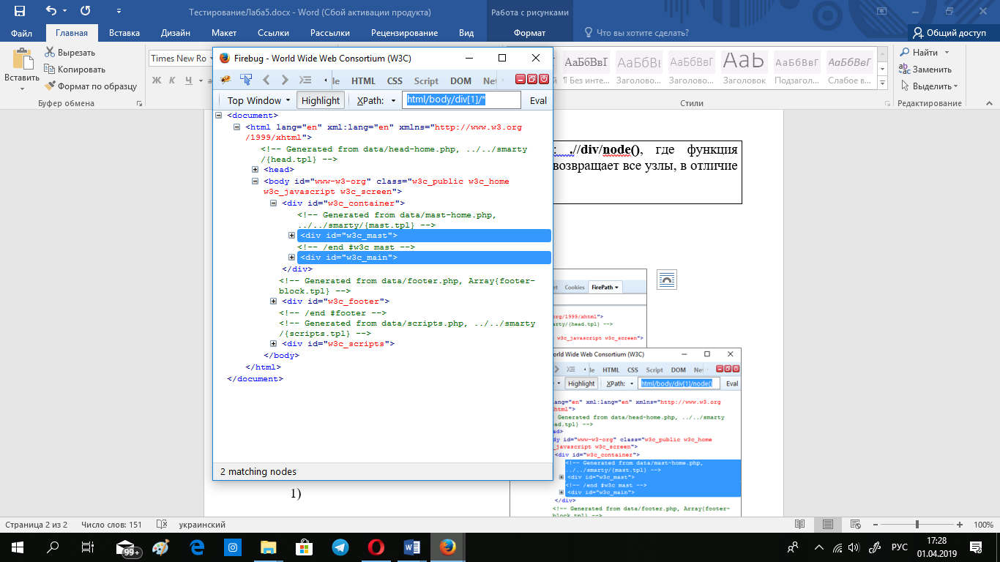 ТестированиеЛаба5.docx - Word (Сбой активации продукта)
Работа с рисунками
Файл
Главная
Вставка
Дизайн
Макет
Ссылки
Рассылки
Рецензирование
Вид
Формат
Что вы хотите сделать?
Общий доступ
Вставить
Вырезать
Копировать
Формат по образцу
Буфер обмена
Times New Ro
Ж К Ч
АаБбВвГ
АаБбВ
АаБбВвГ
АаБбВвГ
АаЬ
АаБбВвГ
АаБбВвГ
¶ Без инте...
Заголово...
Заголово...
Заголовок
Подзагол...
Слабое в...
Стили
Найти
Заменить
Выделить
Редактирование
Firebug - World Wide Web Consortium (W3C)
le HTML CSS Script DOM Net
Top Window Highlight XPath: html/body/div[1]/* Eval
<document>
<html lang="en" xml:lang="en" xmlns="http://www.w3.org
/1999/xhtml">
<!-- Generated from data/head-home.php, ../../smarty
/{head.tpl} -->
<head>
<body id="www-w3-org" class="w3c_public w3c_home
w3c_javascript w3c_screen">
<div id="w3c_container">
<!-- Generated from data/mast-home.php,
../../smarty/{mast.tpl} -->
<div id="w3c_mast">
<!-- /end #w3c mast -->
<div id="w3c_main">
</div>
<!-- Generated from data/footer.php, Array{footer-
block.tpl} -->
<div id="w3c_footer">
<!-- /end #footer -->
<!-- Generated from data/scripts.php, ../../smarty
/{scripts.tpl} -->
<div id="w3c_scripts">
</body>
</html>
</document>
2 matching nodes
: .//div/node(), где функция
возвращает все узлы, в отличие
et Cookies FirePath
org/1999/xhtml">
arty/{head.tpl} -->
w3c_javascript w3c_screen">
orld Wide Web Consortium (W3C)
le HTML CSS Script DOM Net
Highlight XPath: html/body/div[1]/node() Eval
ang="en" xml:lang="en" xmlns="http://www.w3.org
html">
Generated from data/head-home.php, ../../smarty
ad.tpl} -->
ad>
dy id="www-w3-org" class="w3c_public w3c_home
_javascript w3c_screen">
<div id="w3c_container">
<!-- Generated from data/mast-home.php,
../../smarty/{mast.tpl} -->
<div id="w3c_mast">
<!-- /end #w3c mast -->
<div id="w3c_main">
</div>
<!-- Generated from data/footer.php, Array{footer-
block.tpl} -->
1)
Страница 2 из 2
Число слов: 151
украинский
100%
99+
РУС
17:28
01.04.2019